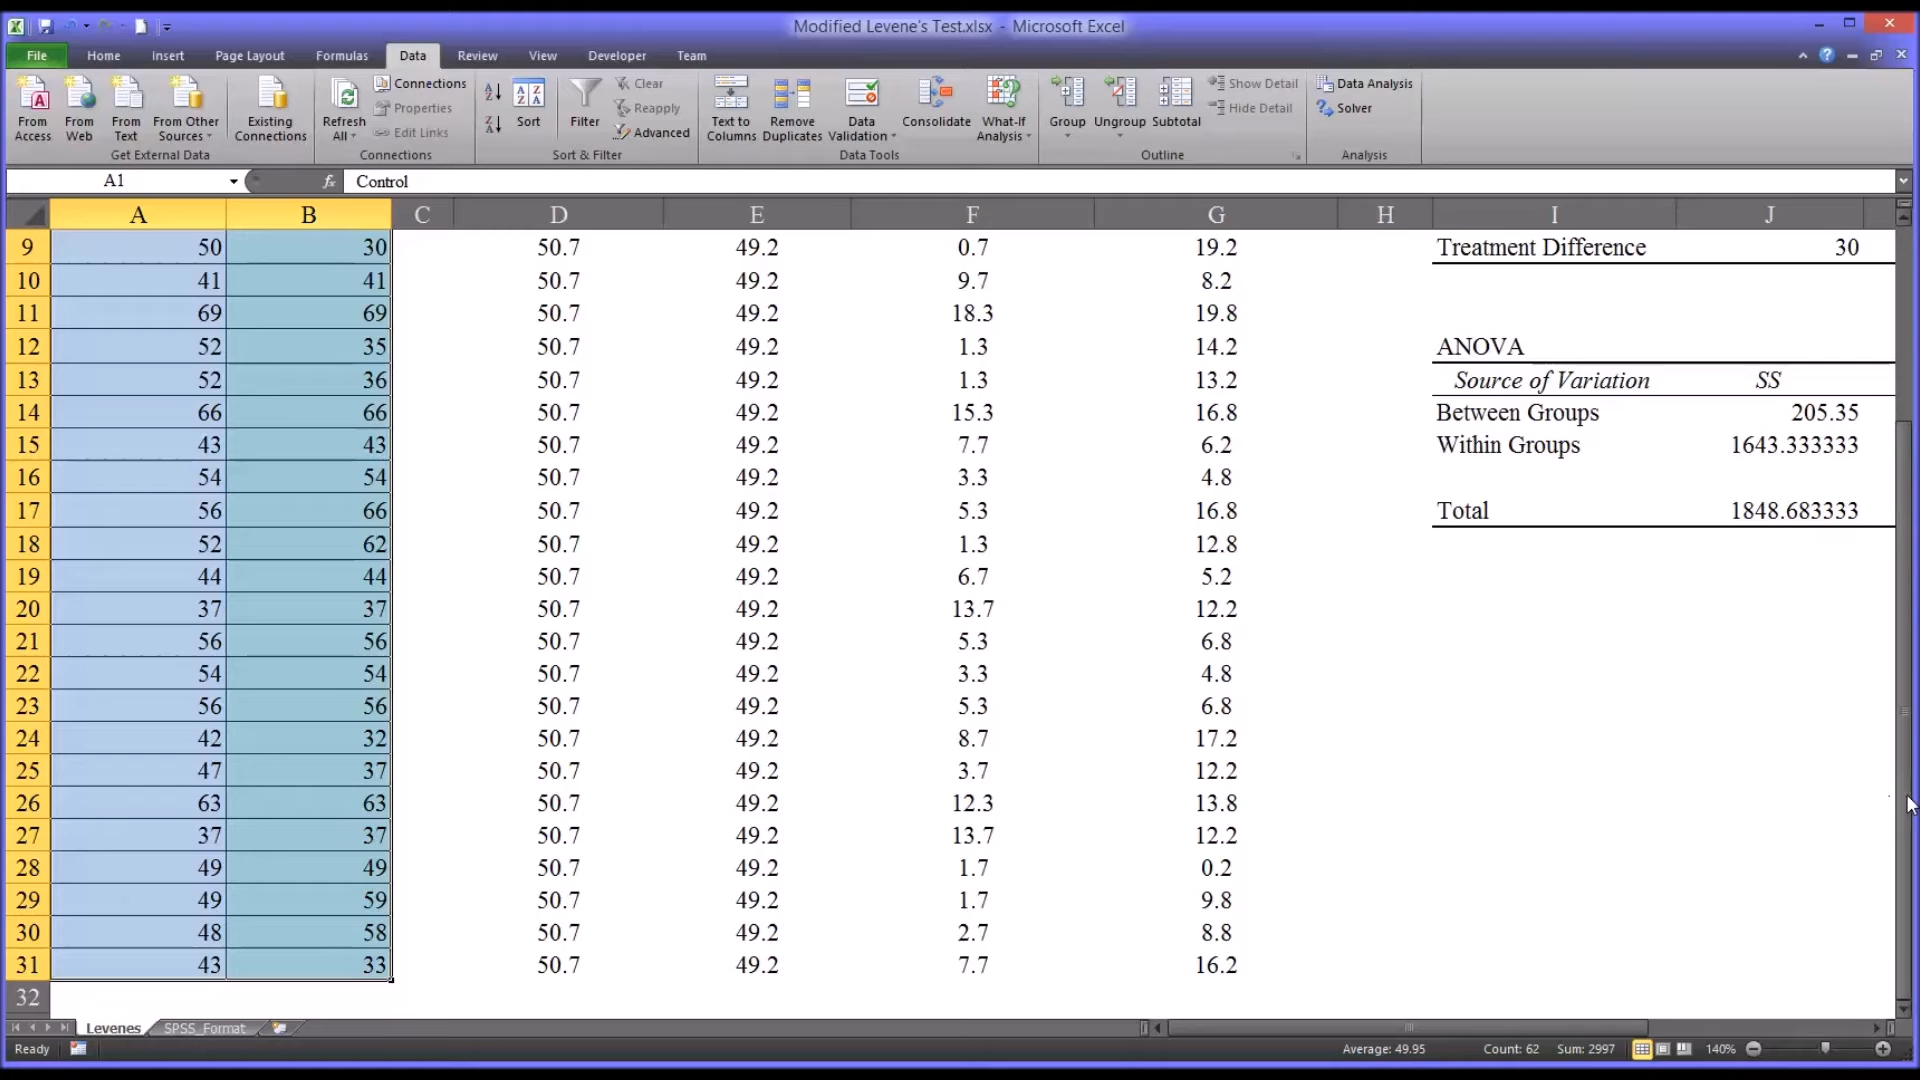 Modified Levene's Test.xlsx - Microsoft Excel
File Home Insert Page Layout Formulas Data Review View Developer Team
From Access From Web From Text From Other Sources Existing Connections Refresh All Connections Properties Edit Links Sort Filter Clear Reapply Advanced Text to Columns Remove Duplicates Data Validation Consolidate What-If Analysis Group Ungroup Subtotal Show Detail Hide Detail Data Analysis Solver
Get External Data Connections Sort & Filter Data Tools Outline Analysis
A1 fx Control
A B C D E F G H I J
9 50 30 50.7 49.2 0.7 19.2 Treatment Difference 30
10 41 41 50.7 49.2 9.7 8.2
11 69 69 50.7 49.2 18.3 19.8
12 52 35 50.7 49.2 1.3 14.2 ANOVA
13 52 36 50.7 49.2 1.3 13.2 Source of Variation SS
14 66 66 50.7 49.2 15.3 16.8 Between Groups 205.35
15 43 43 50.7 49.2 7.7 6.2 Within Groups 1643.333333
16 54 54 50.7 49.2 3.3 4.8
17 56 66 50.7 49.2 5.3 16.8 Total 1848.683333
18 52 62 50.7 49.2 1.3 12.8
19 44 44 50.7 49.2 6.7 5.2
20 37 37 50.7 49.2 13.7 12.2
21 56 56 50.7 49.2 5.3 6.8
22 54 54 50.7 49.2 3.3 4.8
23 56 56 50.7 49.2 5.3 6.8
24 42 32 50.7 49.2 8.7 17.2
25 47 37 50.7 49.2 3.7 12.2
26 63 63 50.7 49.2 12.3 13.8
27 37 37 50.7 49.2 13.7 12.2
28 49 49 50.7 49.2 1.7 0.2
29 49 59 50.7 49.2 1.7 9.8
30 48 58 50.7 49.2 2.7 8.8
31 43 33 50.7 49.2 7.7 16.2
32
Levenes SPSS_Format
Ready Average: 49.95 Count: 62 Sum: 2997 140%